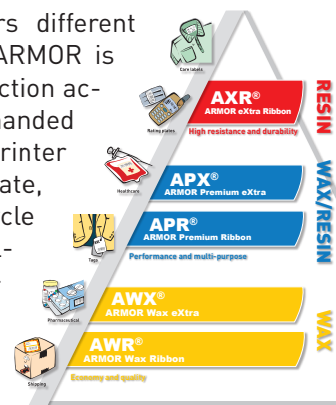 rs different
ARMOR is
ction ac-
anded
rinter
ate,
cle
Care labels
AXR®
ARMOR eXtra Ribbon
High resistance and durability
Rating plates
RESIN
Healthcare
APX®
ARMOR Premium eXtra
APR®
ARMOR Premium Ribbon
Performance and multi-purpose
Tags
WAX/RESIN
AWX®
ARMOR Wax eXtra
Pharmaceutical
AWR®
ARMOR Wax Ribbon
Economy and quality
Shipping
WAX